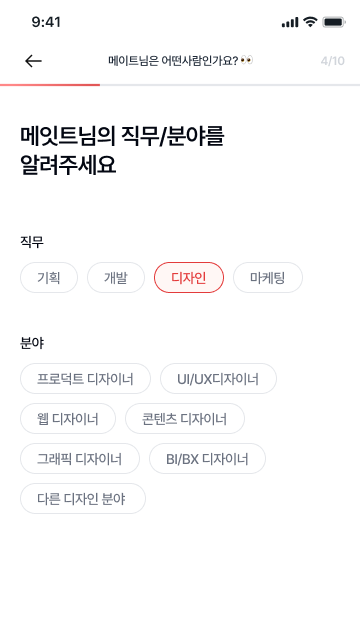 9:41
메이트님은 어떤사람인가요?👀
4/10
메잇트님의 직무/분야를
알려주세요
직무
기획 개발 디자인 마케팅
분야
프로덕트 디자이너 UI/UX디자이너
웹 디자이너 콘텐츠 디자이너
그래픽 디자이너 BI/BX 디자이너
다른 디자인 분야